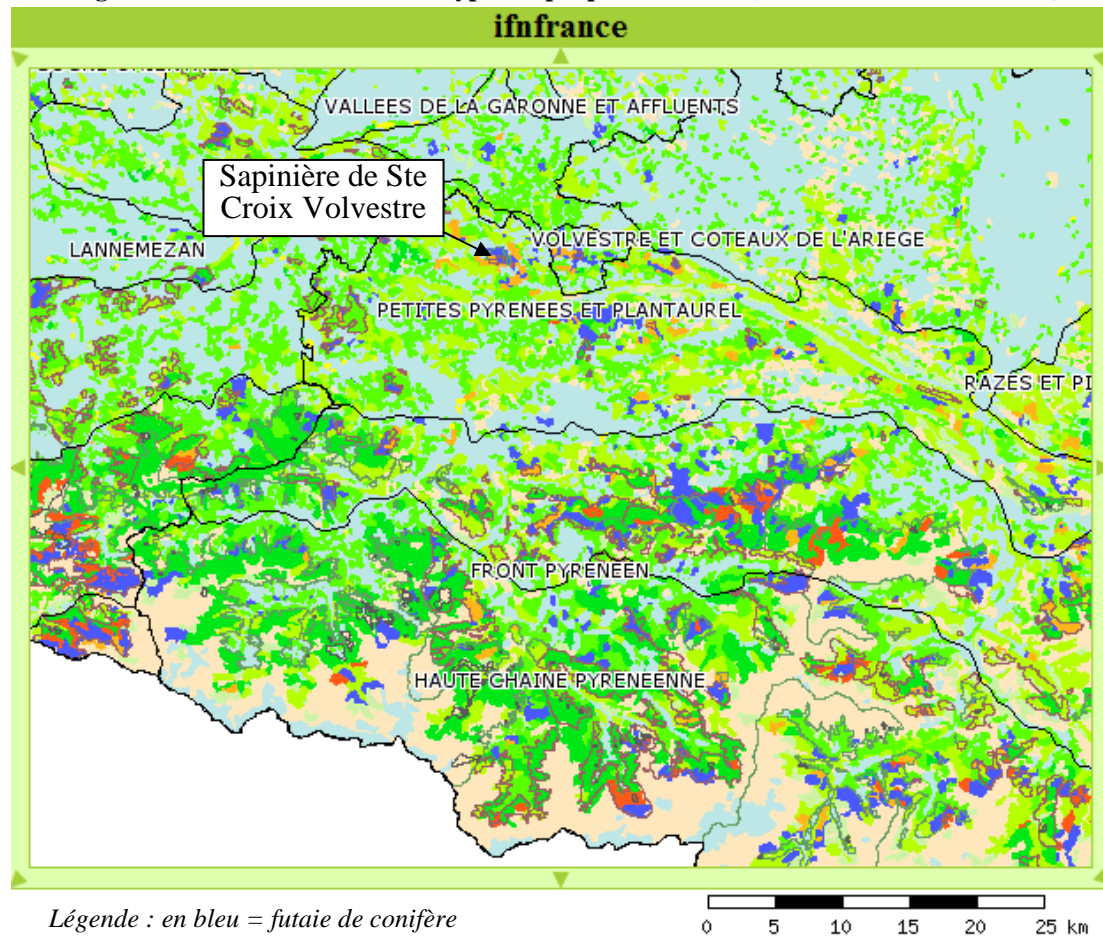 ifnfrance
VALLEES DE LA GARONNE ET AFFLUENTS
Sapinière de Ste
Croix Volvestre
VOLVESTRE ET COTEAUX DE L'ARIEGE
LANNEMEZAN
PETITES PYRENEES ET PLANTAUREL
RAZES ET PI
FRONT PYRENEEN
HAUTE CHAINE PYRENEENNE
Légende : en bleu = futaie de conifère
0 5 10 15 20 25 km